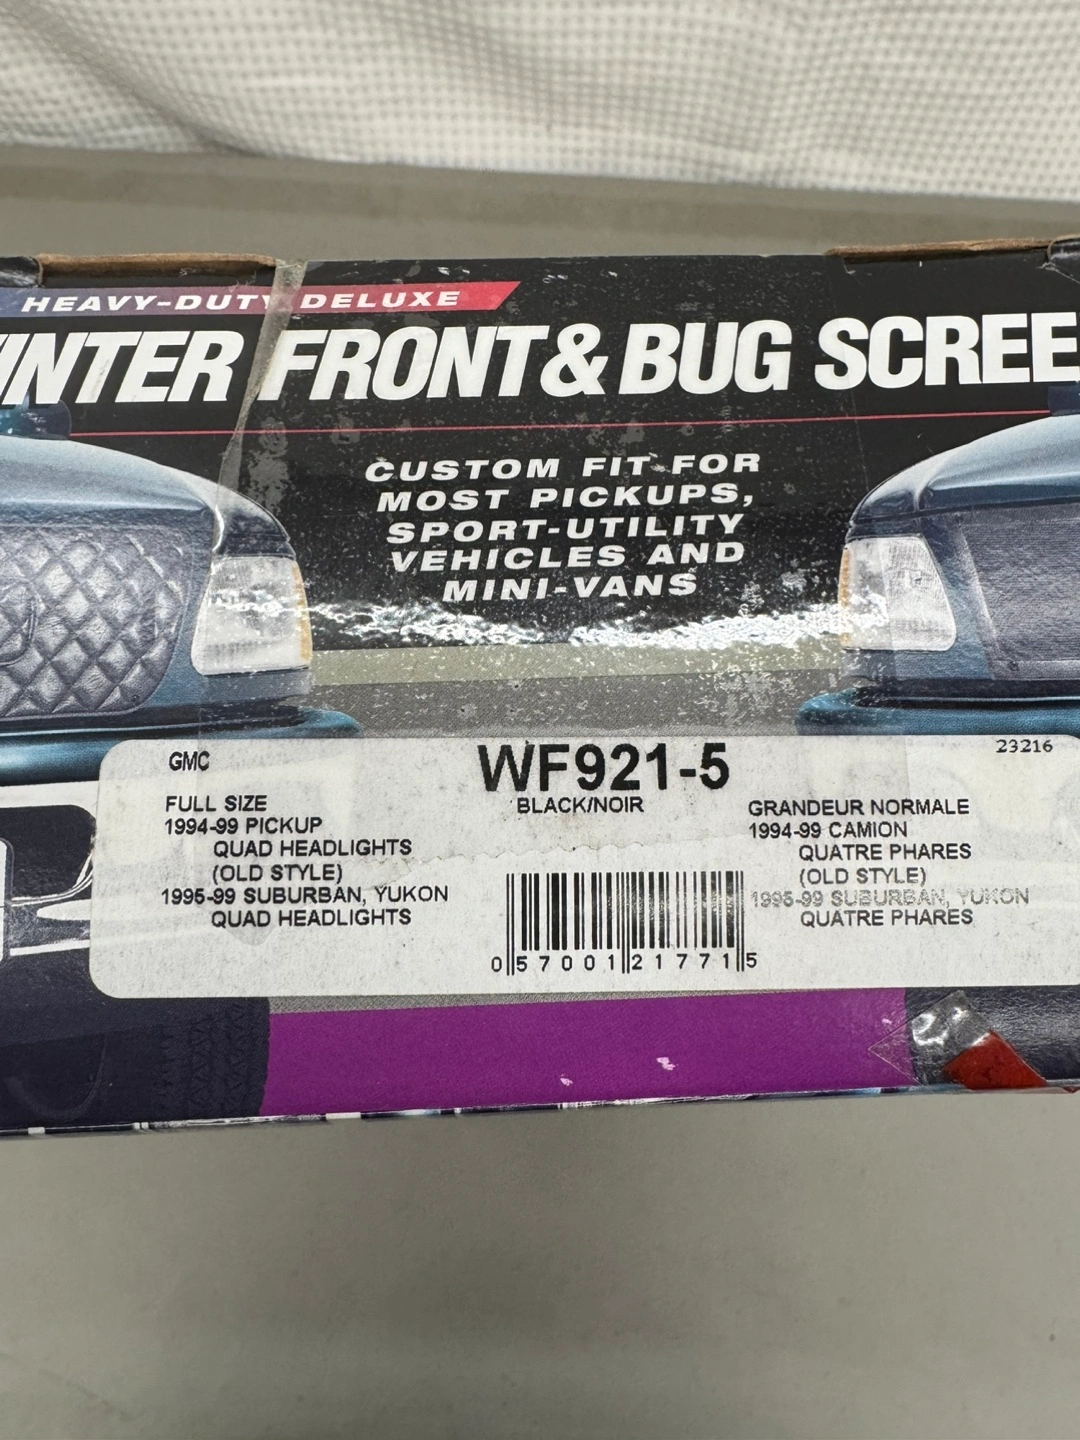 HEAVY-DUTY DELUXE
INTER FRONT & BUG SCREE
CUSTOM FIT FOR
MOST PICKUPS,
SPORT-UTILITY
VEHICLES AND
MINI-VANS
GMC
WF921-5
23216
BLACK/NOIR
FULL SIZE
1994-99 PICKUP
QUAD HEADLIGHTS
(OLD STYLE)
1995-99 SUBURBAN, YUKON
QUAD HEADLIGHTS
GRANDEUR NORMALE
1994-99 CAMION
QUATRE PHARES
(OLD STYLE)
1995-99 SUBURBAN, YUKON
QUATRE PHARES
0 57001 21771 5